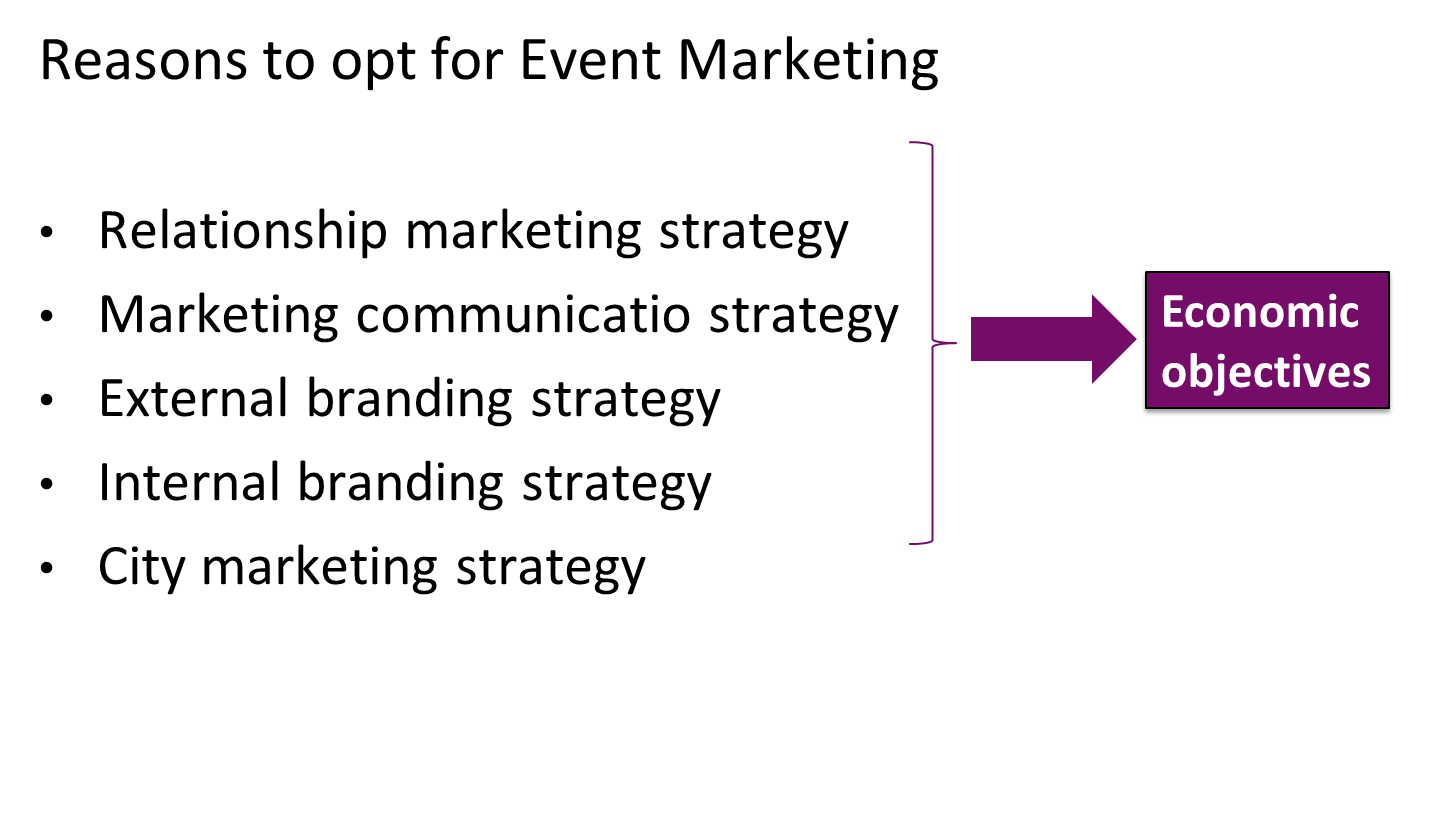 Reasons to opt for Event Marketing
• Relationship marketing strategy
• Marketing communicatio strategy
• External branding strategy
• Internal branding strategy
• City marketing strategy
Economic
objectives